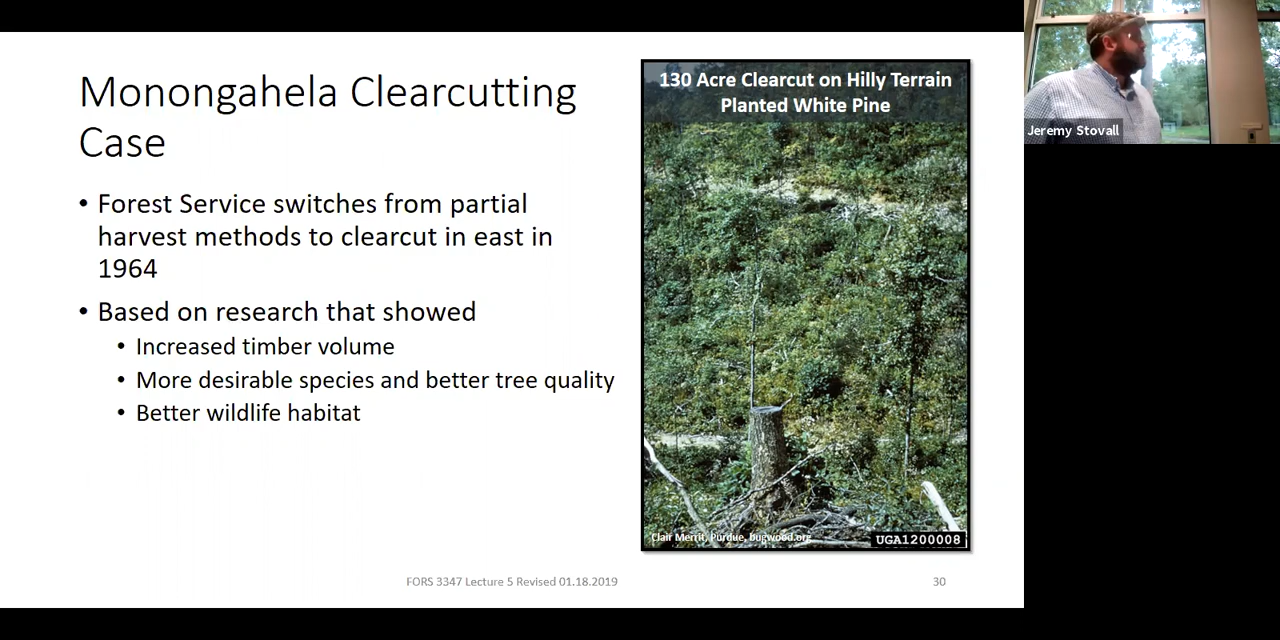 Monongahela Clearcutting
Case
• Forest Service switches from partial
harvest methods to clearcut in east in
1964
• Based on research that showed
• Increased timber volume
• More desirable species and better tree quality
• Better wildlife habitat
130 Acre Clearcut on Hilly Terrain
Planted White Pine
Clair Merrit, Purdue, bugwood.org
UGA1200008
FORS 3347 Lecture 5 Revised 01.18.2019
30
Jeremy Stovall